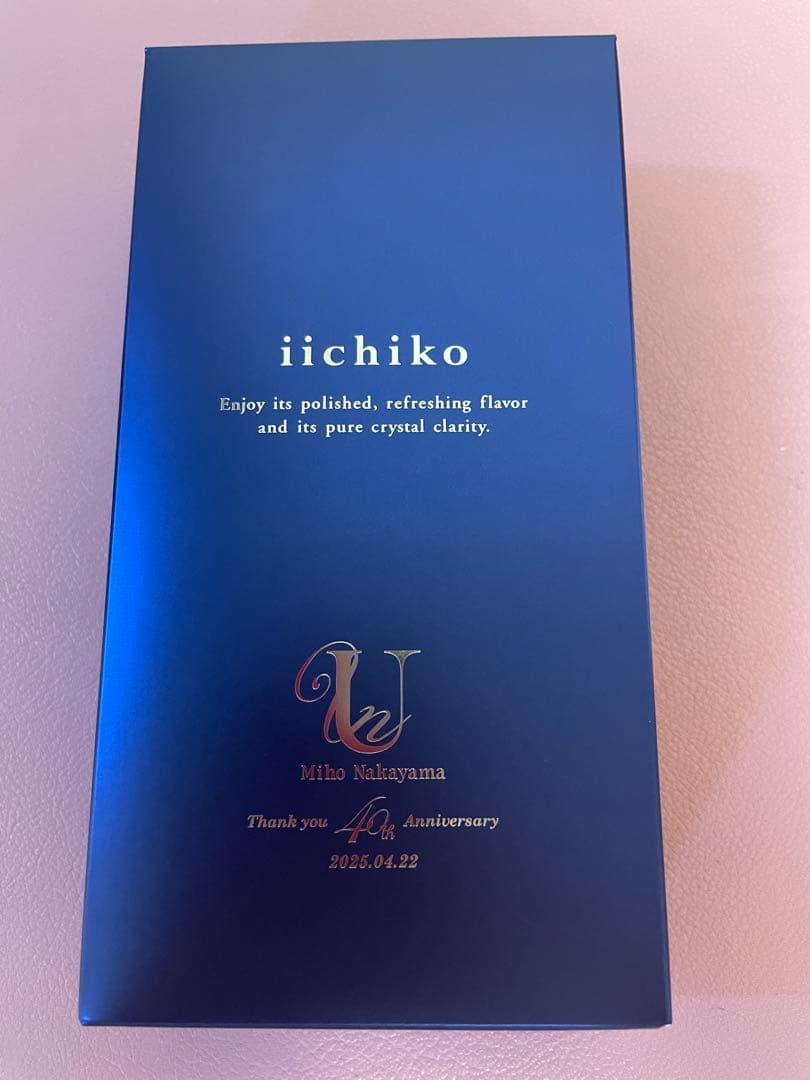 iichiko
Enjoy its polished, refreshing flavor
and its pure crystal clarity.
Miho Nakayama
Thank you 40th Anniversary
2025.04.22